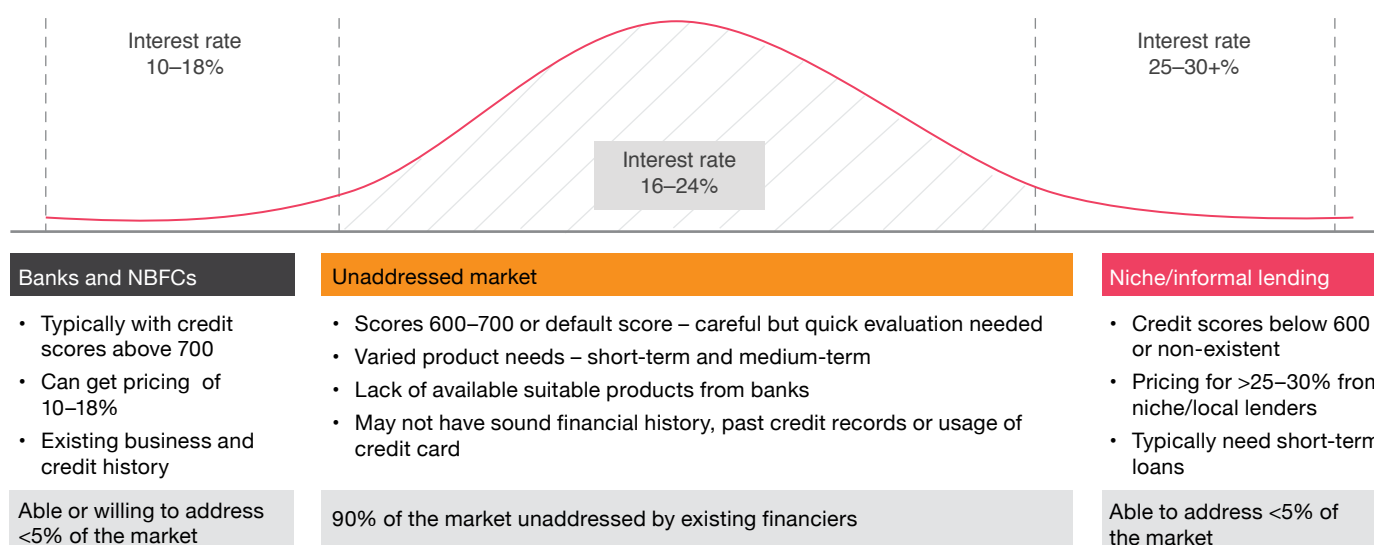 Interest rate
10–18%
Interest rate
16–24%
Interest rate
25–30+%
Banks and NBFCs
• Typically with credit
scores above 700
• Can get pricing of
10–18%
• Existing business and
credit history
Able or willing to address
<5% of the market
Unaddressed market
• Scores 600–700 or default score – careful but quick evaluation needed
• Varied product needs – short-term and medium-term
• Lack of available suitable products from banks
• May not have sound financial history, past credit records or usage of
credit card
90% of the market unaddressed by existing financiers
Niche/informal lending
• Credit scores below 600
or non-existent
• Pricing for >25–30% from
niche/local lenders
• Typically need short-term
loans
Able to address <5% of
the market